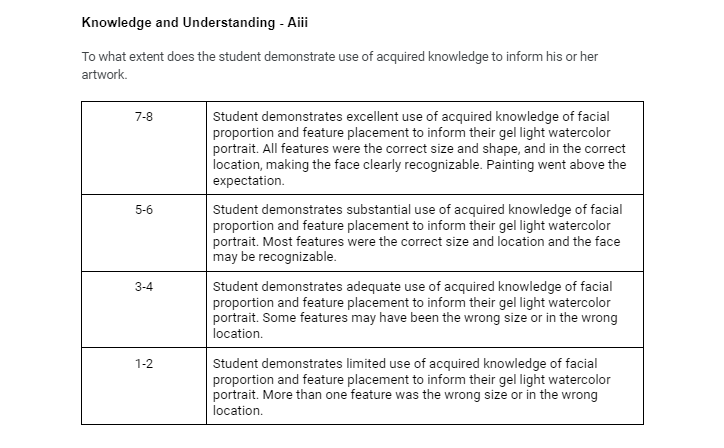 Knowledge and Understanding - Aiii
To what extent does the student demonstrate use of acquired knowledge to inform his or her
artwork.
7-8
Student demonstrates excellent use of acquired knowledge of facial
proportion and feature placement to inform their gel light watercolor
portrait. All features were the correct size and shape, and in the correct
location, making the face clearly recognizable. Painting went above the
expectation.
5-6
Student demonstrates substantial use of acquired knowledge of facial
proportion and feature placement to inform their gel light watercolor
portrait. Most features were the correct size and location and the face
may be recognizable.
3-4
Student demonstrates adequate use of acquired knowledge of facial
proportion and feature placement to inform their gel light watercolor
portrait. Some features may have been the wrong size or in the wrong
location.
1-2
Student demonstrates limited use of acquired knowledge of facial
proportion and feature placement to inform their gel light watercolor
portrait. More than one feature was the wrong size or in the wrong
location.